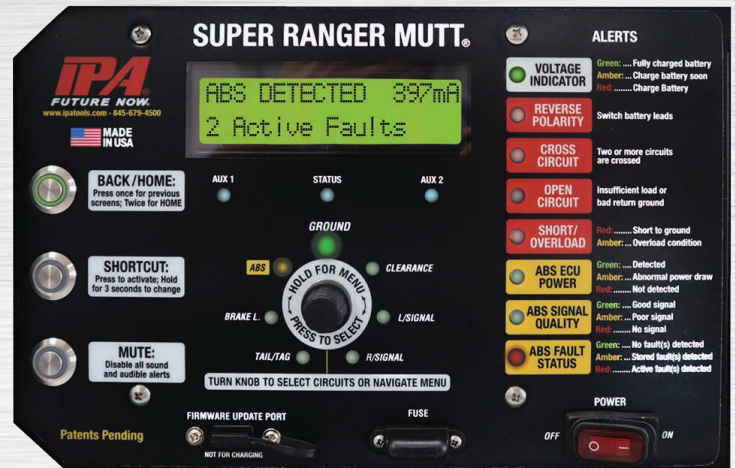 SUPER RANGER MUTT®
ALERTS
IPA®
FUTURE NOW.
www.ipatools.com - 845-679-4500
MADE
IN USA
ABS DETECTED 397mA
2 Active Faults
BACK/HOME:
Press once for previous
screens; Twice for HOME
SHORTCUT:
Press to activate; Hold
for 3 seconds to change
MUTE:
Disable all sound
and audible alerts
AUX 1
STATUS
AUX 2
GROUND
ABS
CLEARANCE
HOLD FOR MENU
PRESS TO SELECT
BRAKE L.
L/SIGNAL
TAIL/TAG
R/SIGNAL
TURN KNOB TO SELECT CIRCUITS OR NAVIGATE MENU
FIRMWARE UPDATE PORT
NOT FOR CHARGING
FUSE
Patents Pending
VOLTAGE
INDICATOR
Green: .... Fully charged battery
Amber: ... Charge battery soon
Red: ........ Charge Battery
REVERSE
POLARITY
Switch battery leads
CROSS
CIRCUIT
Two or more circuits
are crossed
OPEN
CIRCUIT
Insufficient load or
bad return ground
SHORT/
OVERLOAD
Red: ........ Short to ground
Amber: ... Overload condition
ABS ECU
POWER
Green: .... Detected
Amber: ... Abnormal power draw
Red: ........ Not detected
ABS SIGNAL
QUALITY
Green: .... Good signal
Amber: ... Poor signal
Red: ........ No signal
ABS FAULT
STATUS
Green: .... No fault(s) detected
Amber: ... Stored fault(s) detected
Red: ........ Active fault(s) detected
POWER
OFF
ON